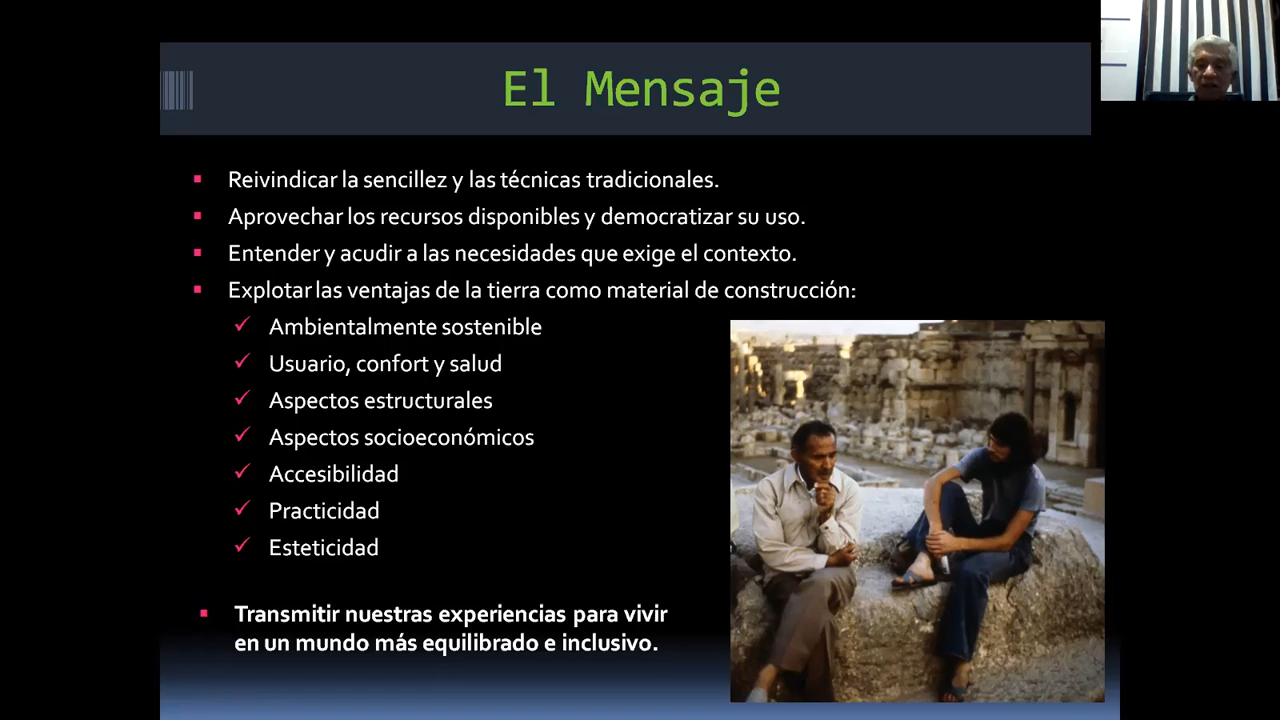 El Mensaje
Reivindicar la sencillez y las técnicas tradicionales.
Aprovechar los recursos disponibles y democratizar su uso.
Entender y acudir a las necesidades que exige el contexto.
Explotar las ventajas de la tierra como material de construcción:
Ambientalmente sostenible
Usuario, confort y salud
Aspectos estructurales
Aspectos socioeconómicos
Accesibilidad
Practicidad
Esteticidad
Transmitir nuestras experiencias para vivir
en un mundo más equilibrado e inclusivo.